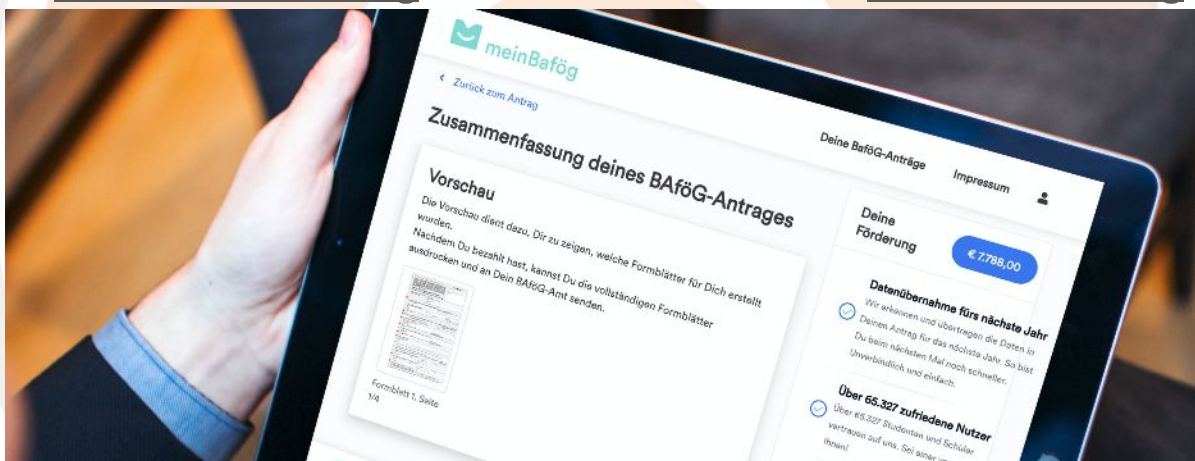 meinBafög
Deine BaföG-Anträge
Impressum
‹ Zurück zum Antrag
Zusammenfassung deines BAföG-Antrages
Vorschau
Die Vorschau dient dazu, Dir zu zeigen, welche Formblätter für Dich erstellt
wurden.
Nachdem Du bezahlt hast, kannst Du die vollständigen Formblätter
ausdrucken und an Dein BAföG-Amt senden.
Formblatt 1, Seite
1/4
Deine
Förderung
€ 7.788,00
Datenübernahme fürs nächste Jahr
Wir erkennen und übertragen die Daten in
Deinen Antrag für das nächste Jahr. So bist
Du beim nächsten Mal noch schneller.
Unverbindlich und einfach.
Über 65.327 zufriedene Nutzer
Über 65.327 Studenten und Schüler
vertrauen auf uns. Sei einer
ihnen!